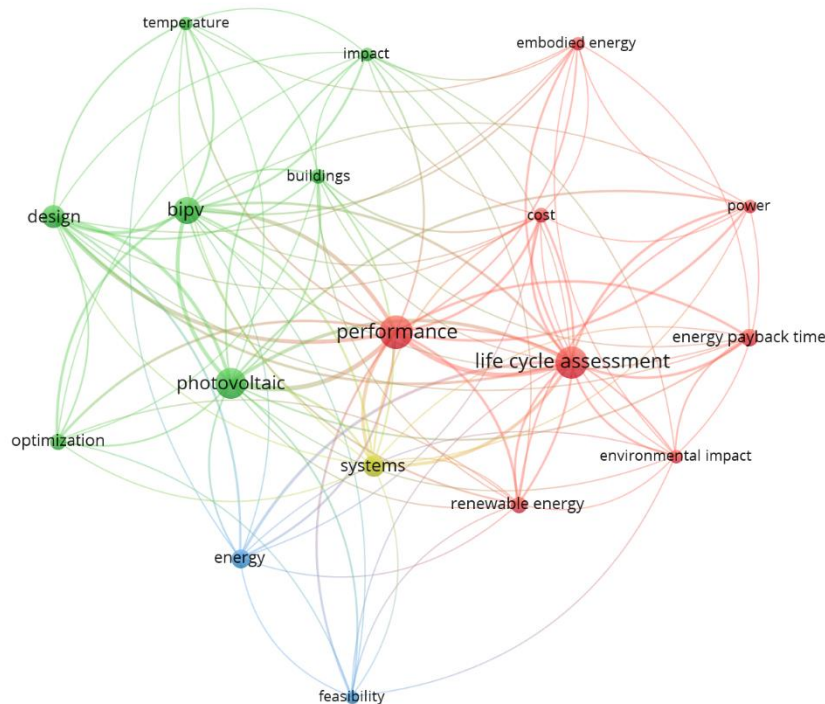 temperature
impact
embodied energy
buildings
design
bipv
cost
power
performance
life cycle assessment
energy payback time
photovoltaic
optimization
systems
environmental impact
renewable energy
energy
feasibility